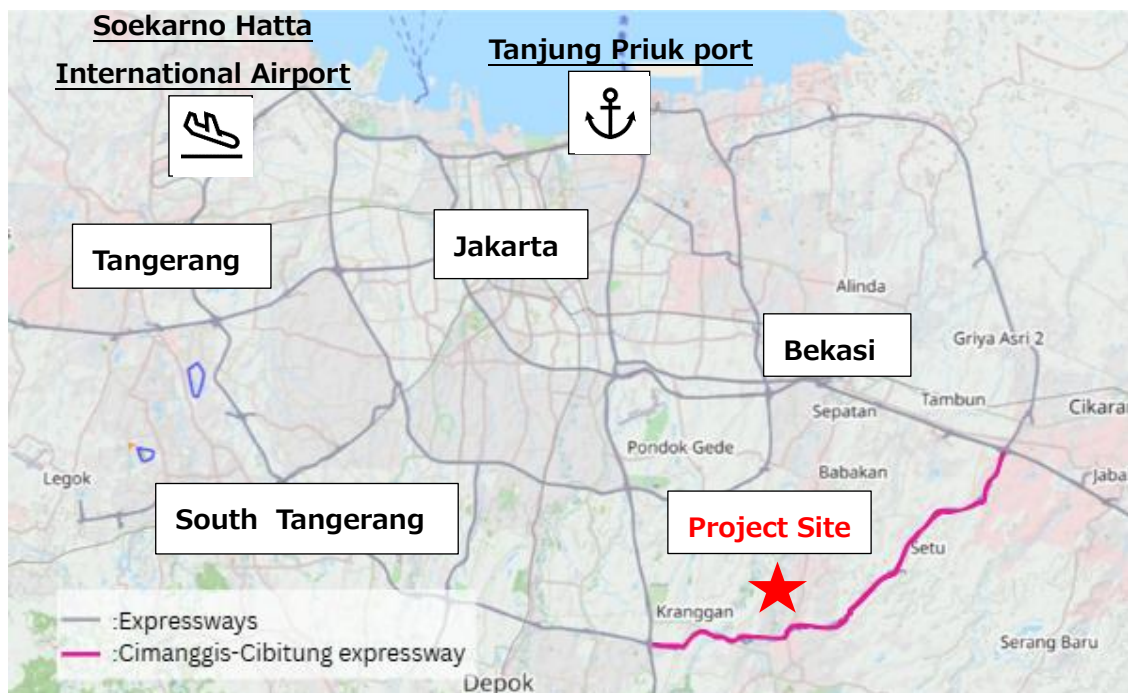 Soekarno Hatta
International Airport
Tanjung Priuk port
Tangerang
Jakarta
Alinda
Bekasi
Griya Asri 2
Tambun
Sepatan
Cikaran
Pondok Gede
Babakan
Legok
Jaba
South Tangerang
Project Site
Setu
Kranggan
Serang Baru
:Expressways
:Cimanggis-Cibitung expressway
Depok